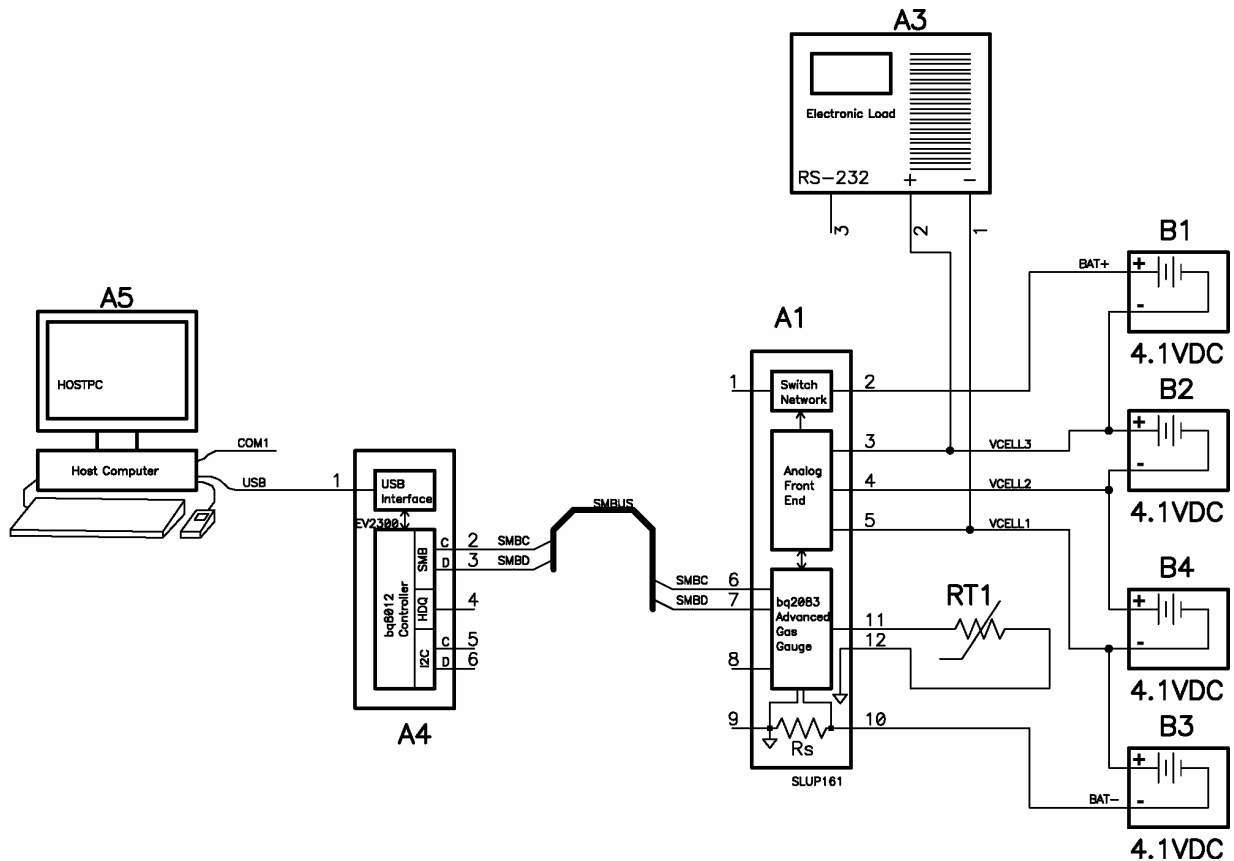 A3
Electronic Load
RS-232
+
-
3
2
1
B1
BAT+
+
-
4.1VDC
A5
HOSTPC
Host Computer
COM1
USB
1
USB
Interface
EV2300
bq8012
Controller
SMB
HDQ
I2C
C
D
C
D
2
3
4
5
6
SMBC
SMBD
A4
SMBUS
SMBC
SMBD
A1
1
Switch
Network
2
Analog
Front
End
3
4
5
VCELL3
VCELL2
VCELL1
6
7
8
9
bq2083
Advanced
Gas
Gauge
11
12
10
Rs
SLUP161
RT1
B2
+
-
4.1VDC
B4
+
-
4.1VDC
B3
+
-
BAT-
4.1VDC